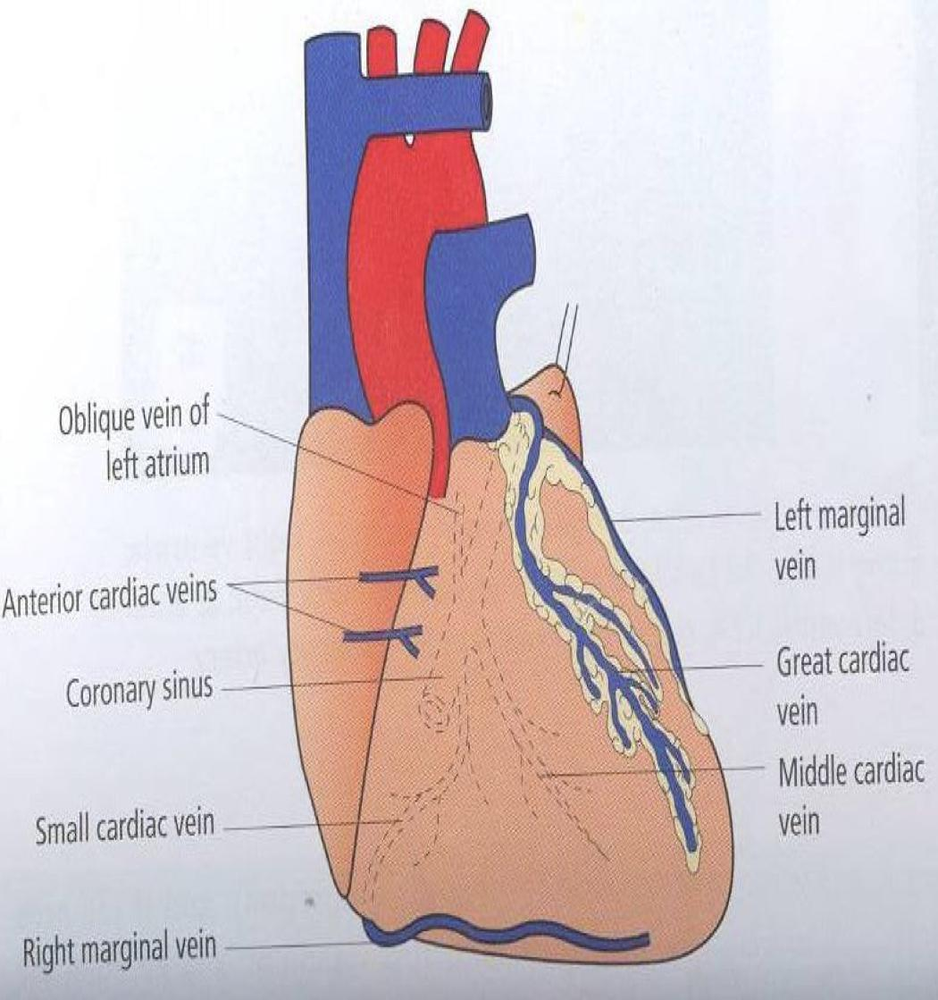 Oblique vein of
left atrium
Anterior cardiac veins
Coronary sinus
Small cardiac vein
Right marginal vein
Left marginal
vein
Great cardiac
vein
Middle cardiac
vein